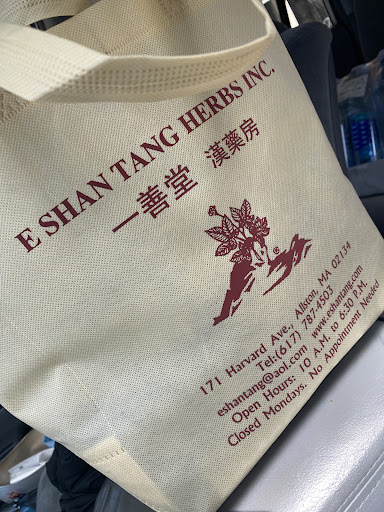 E SHAN TANG HERBS INC.
一善堂 漢藥房
®
171 Harvard Ave., Allston, MA 02134
Tel:(617) 787-4503
eshantang@aol.com www.eshantang.com
Open Hours: 10 A.M. to 6:30 P.M.
Closed Mondays. No Appointment Needed